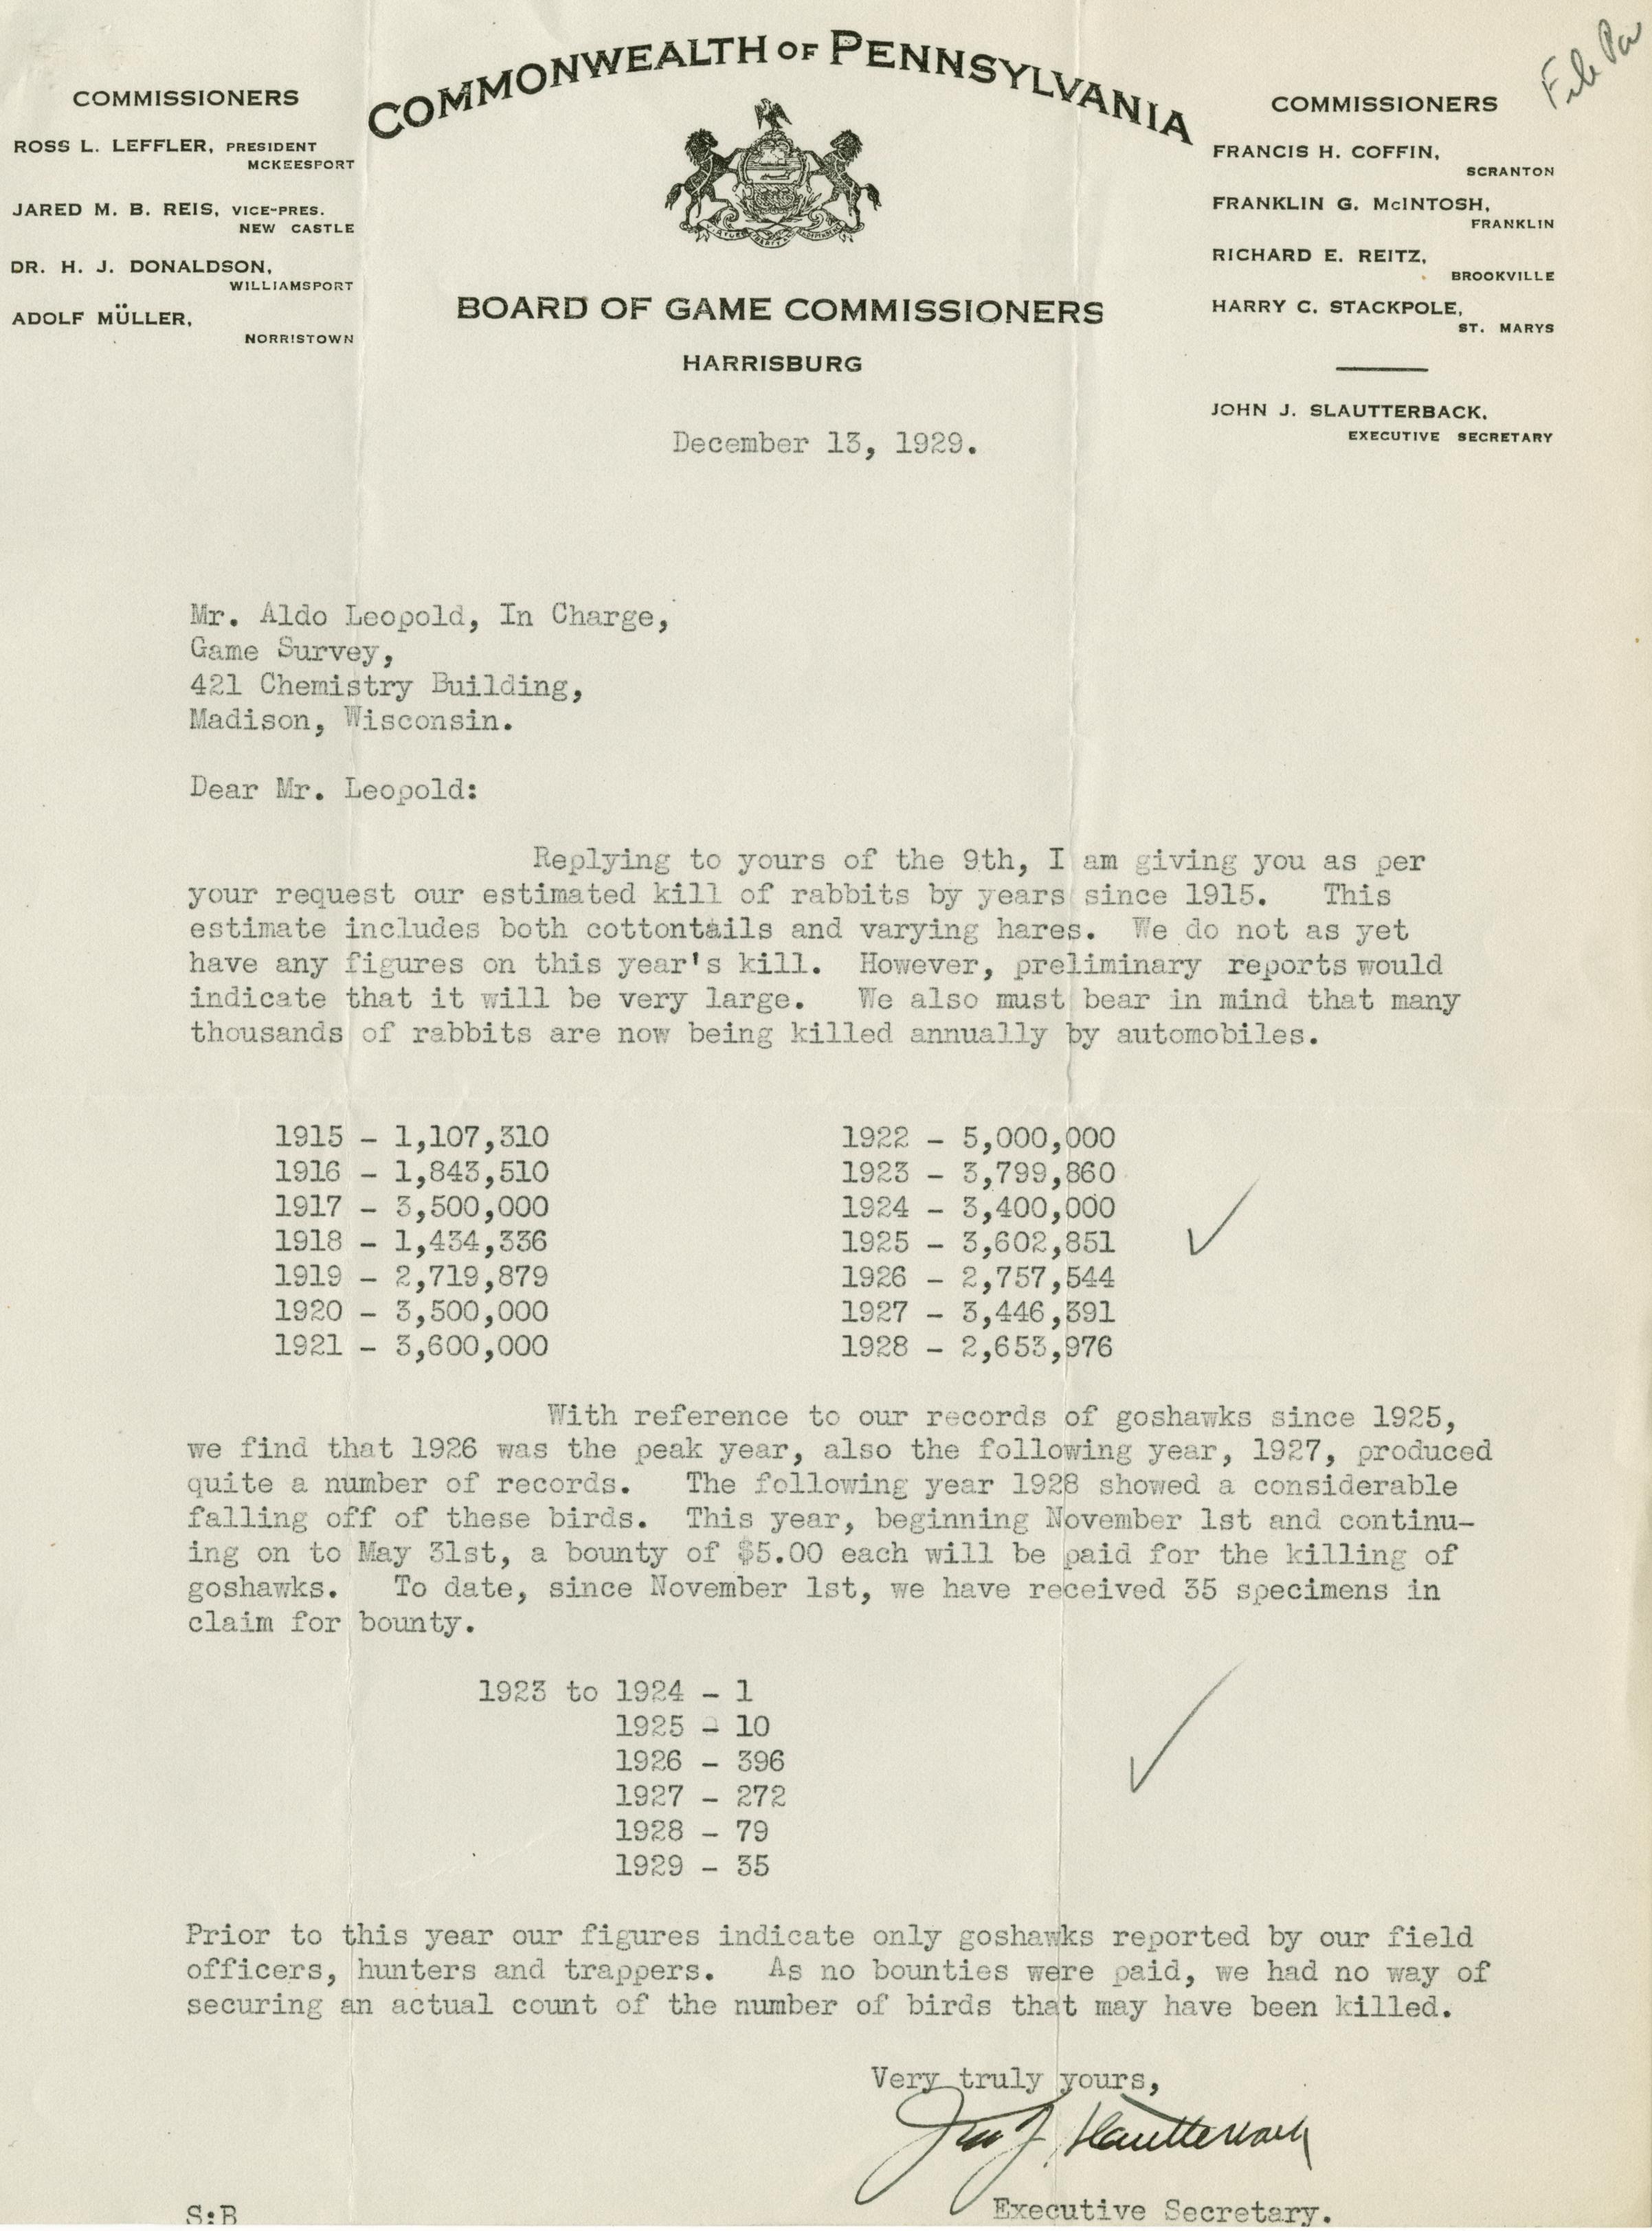 File Pa
COMMONWEALTH OF PENNSYLVANIA
COMMISSIONERS
ROSS L. LEFFLER, PRESIDENT
MCKEESPORT
JARED M. B. REIS, VICE-PRES.
NEW CASTLE
DR. H. J. DONALDSON,
WILLIAMSPORT
ADOLF MÜLLER,
NORRISTOWN
BOARD OF GAME COMMISSIONERS
HARRISBURG
COMMISSIONERS
FRANCIS H. COFFIN,
SCRANTON
FRANKLIN G. McINTOSH,
FRANKLIN
RICHARD E. REITZ,
BROOKVILLE
HARRY C. STACKPOLE,
ST. MARYS
JOHN J. SLAUTTERBACK,
EXECUTIVE SECRETARY
December 13, 1929.
Mr. Aldo Leopold, In Charge,
Game Survey,
421 Chemistry Building,
Madison, Wisconsin.
Dear Mr. Leopold:
Replying to yours of the 9th, I am giving you as per
your request our estimated kill of rabbits by years since 1915. This
estimate includes both cottontails and varying hares. We do not as yet
have any figures on this year's kill. However, preliminary reports would
indicate that it will be very large. We also must bear in mind that many
thousands of rabbits are now being killed annually by automobiles.
1915 - 1,107,310 1922 - 5,000,000
1916 - 1,843,510 1923 - 3,799,860
1917 - 3,500,000 1924 - 3,400,000
1918 - 1,434,336 1925 - 3,602,851
1919 - 2,719,879 1926 - 2,757,544
1920 - 3,500,000 1927 - 3,446,391
1921 - 3,600,000 1928 - 2,653,976
With reference to our records of goshawks since 1925,
we find that 1926 was the peak year, also the following year, 1927, produced
quite a number of records. The following year 1928 showed a considerable
falling off of these birds. This year, beginning November 1st and continu-
ing on to May 31st, a bounty of $5.00 each will be paid for the killing of
goshawks. To date, since November 1st, we have received 35 specimens in
claim for bounty.
1923 to 1924 - 1
1925 - 10
1926 - 396
1927 - 272
1928 - 79
1929 - 35
Prior to this year our figures indicate only goshawks reported by our field
officers, hunters and trappers. As no bounties were paid, we had no way of
securing an actual count of the number of birds that may have been killed.
Very truly yours,
Jno J. Slautterback
Executive Secretary.
S:B